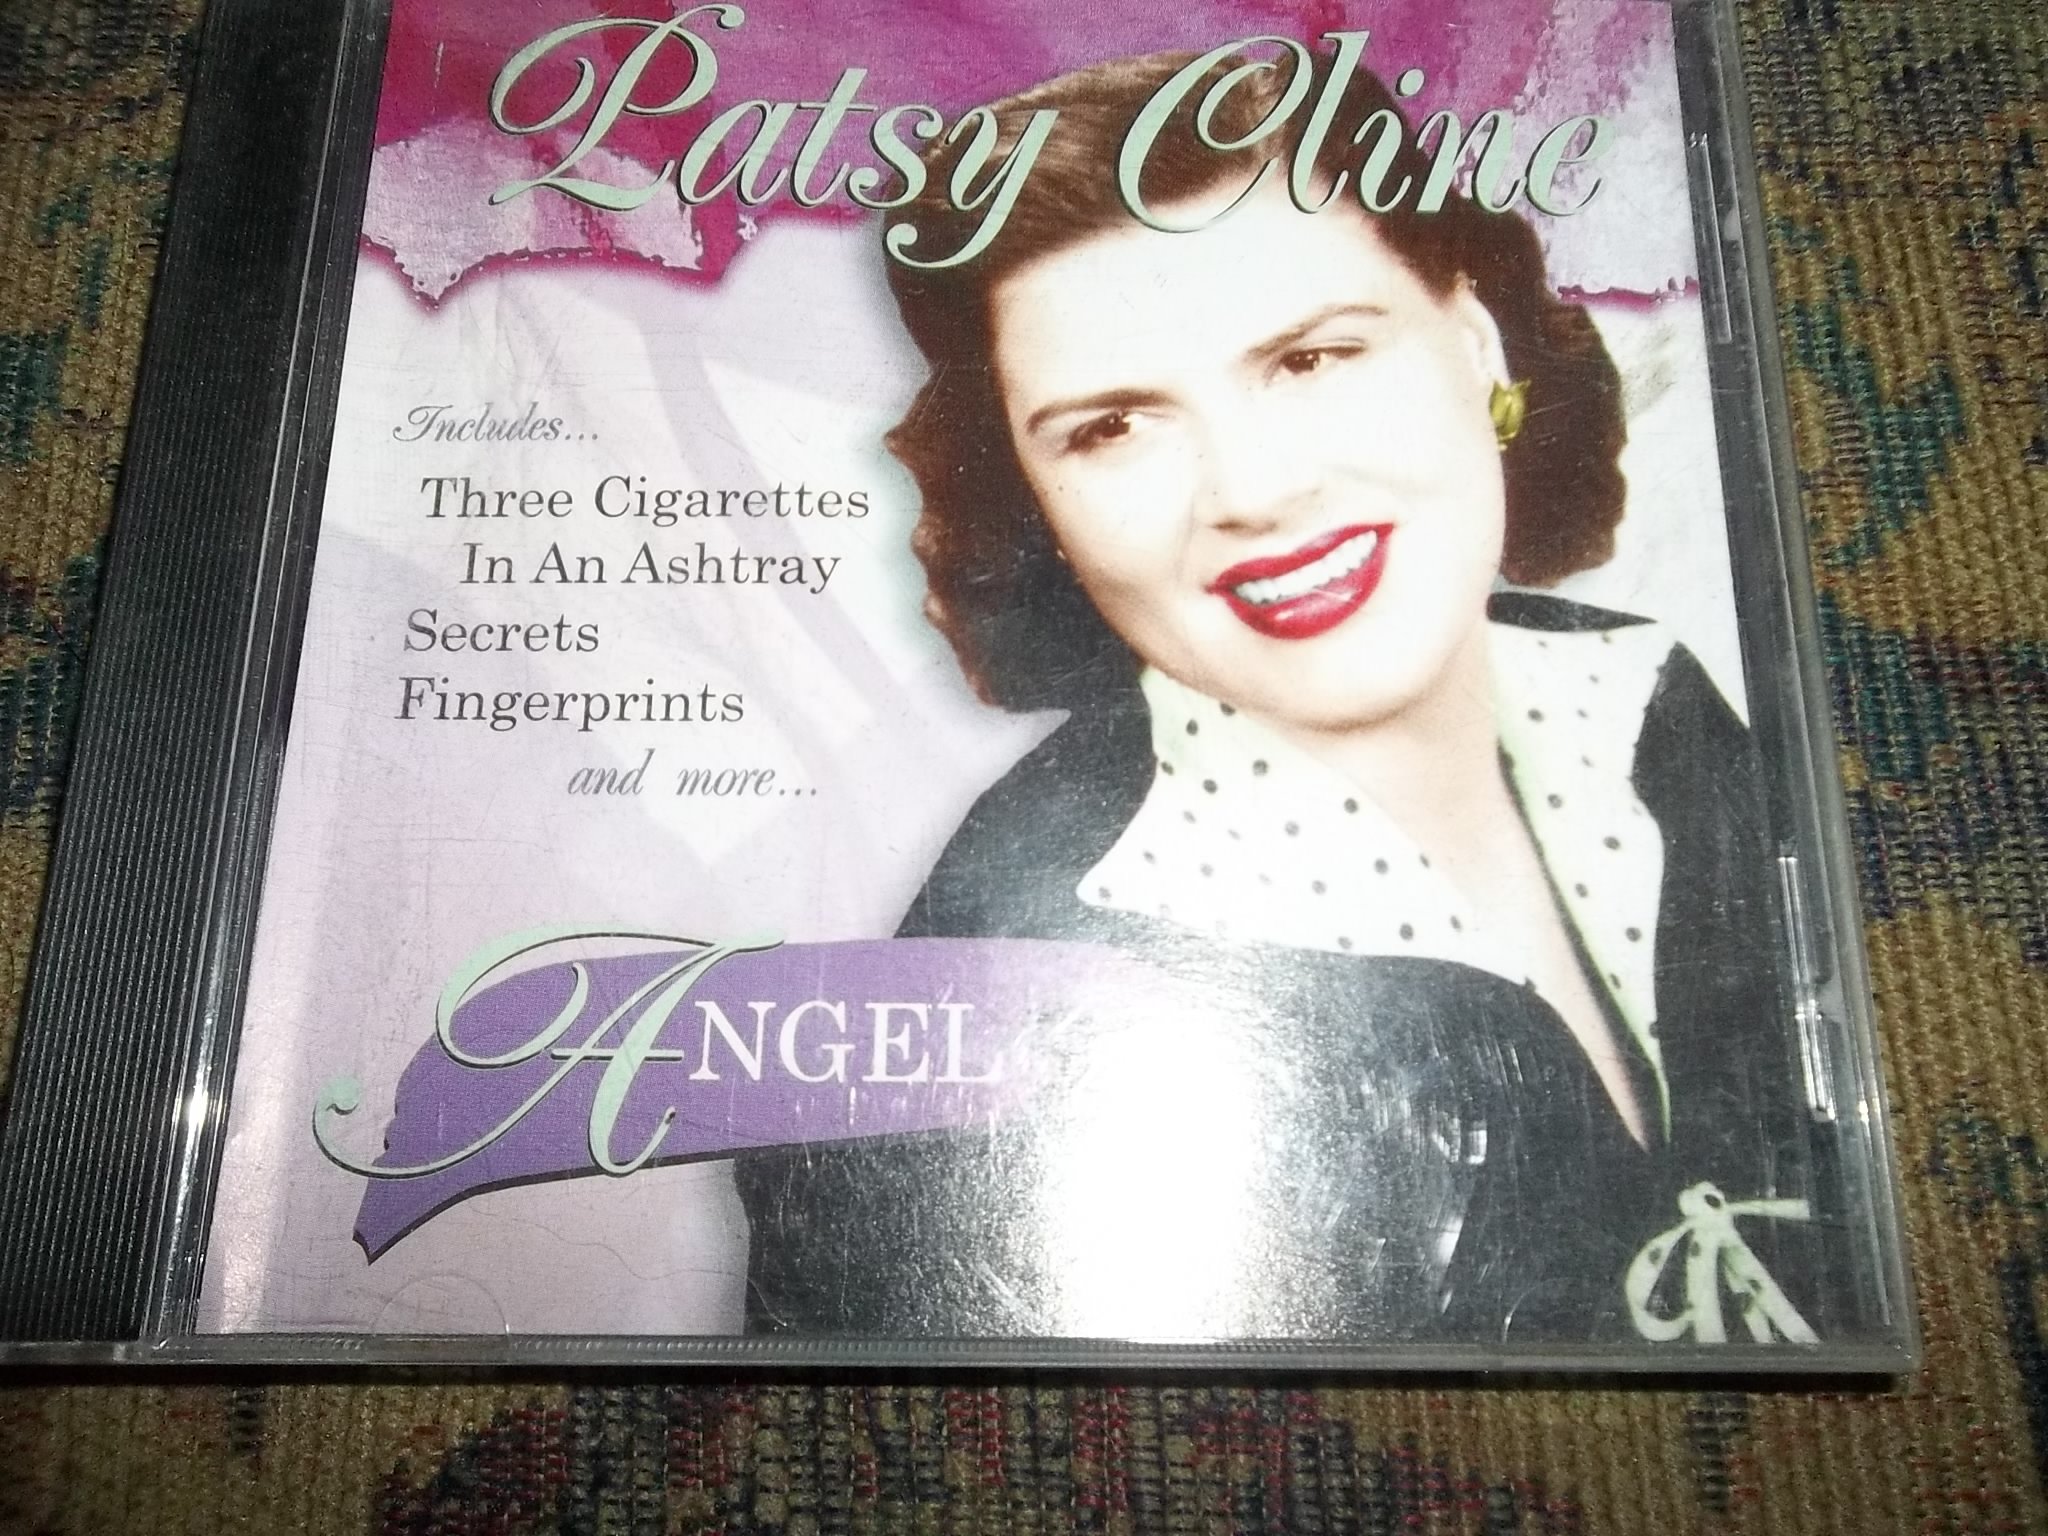 Patsy Cline
Includes...
Three Cigarettes
In An Ashtray
Secrets
Fingerprints
and more...
ANGEL